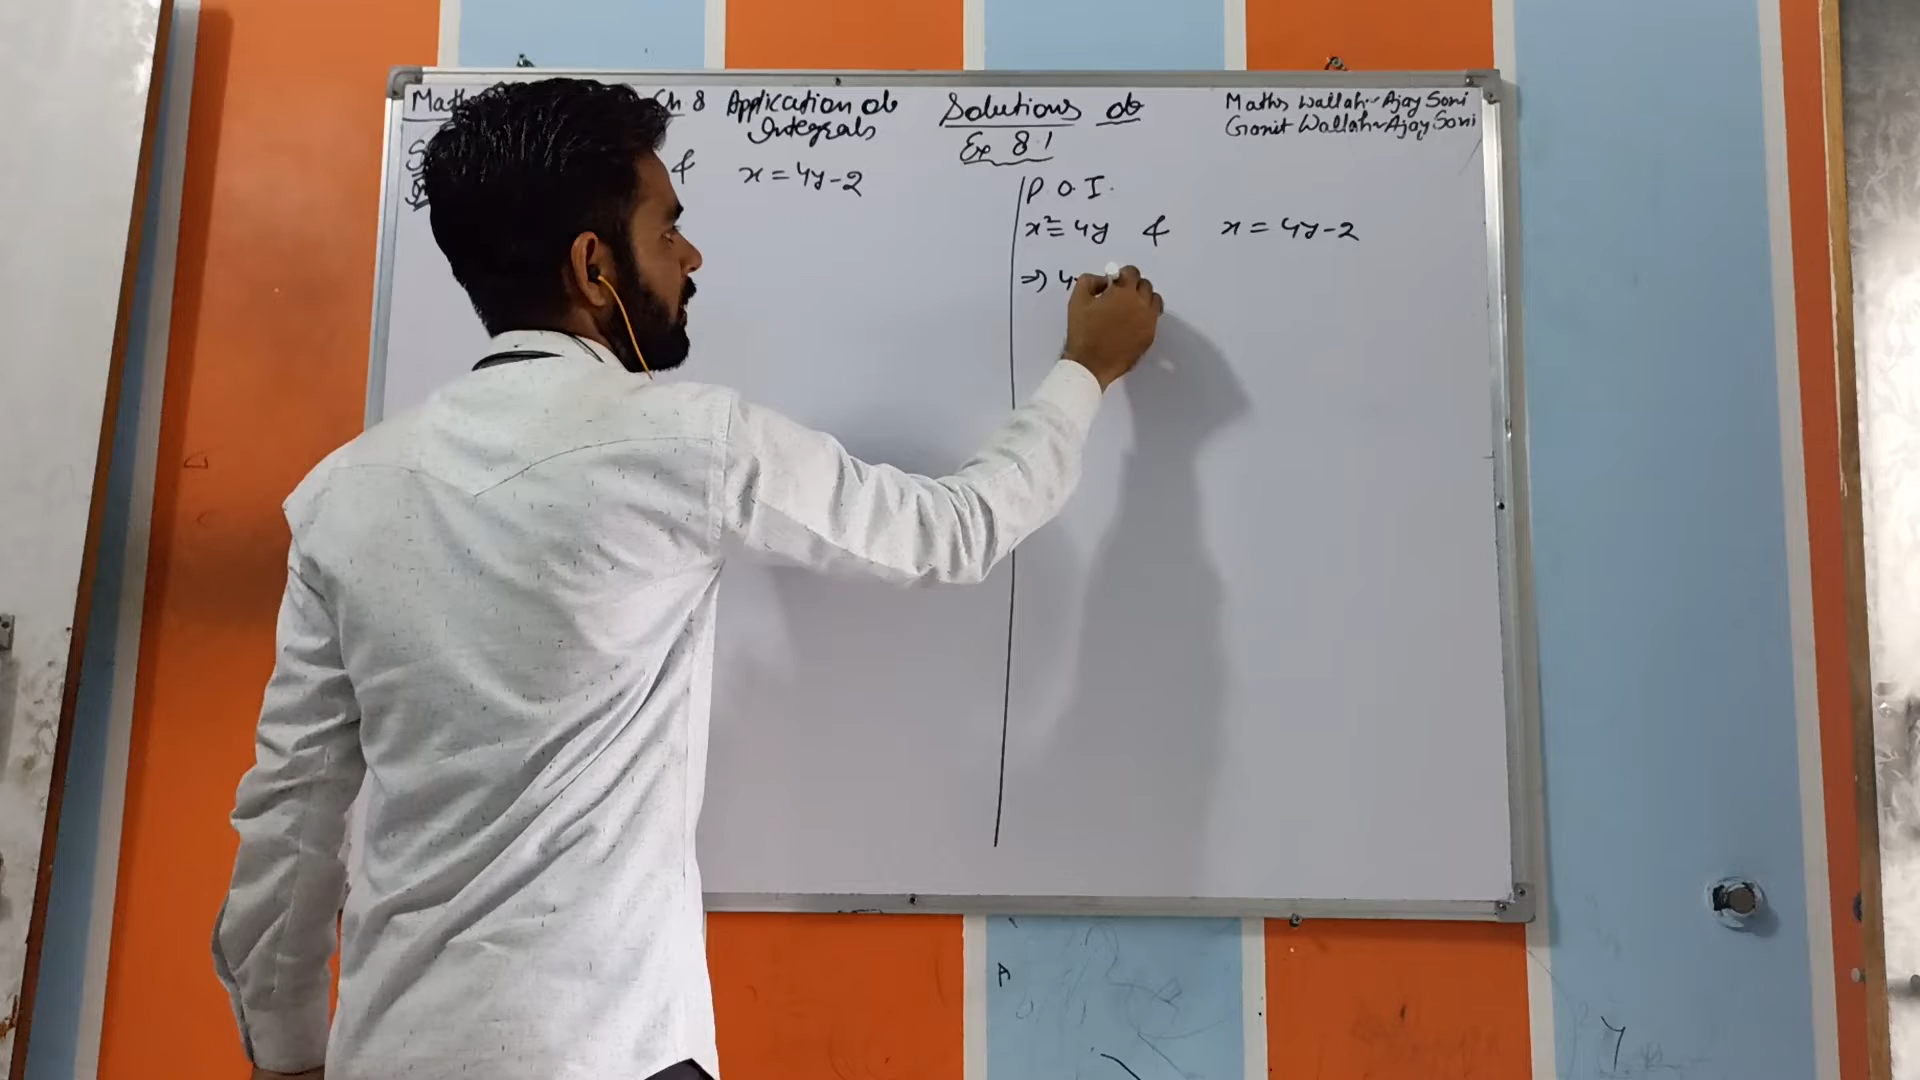 Ch 8 Application of
Integrals
Solutions of
Ex 8.1
Maths Wallah ~ Ajay Soni
Ganit Wallah ~ Ajay Soni
& x = 4y - 2
P O. I.
x² = 4y & x = 4y - 2
⇒ 4